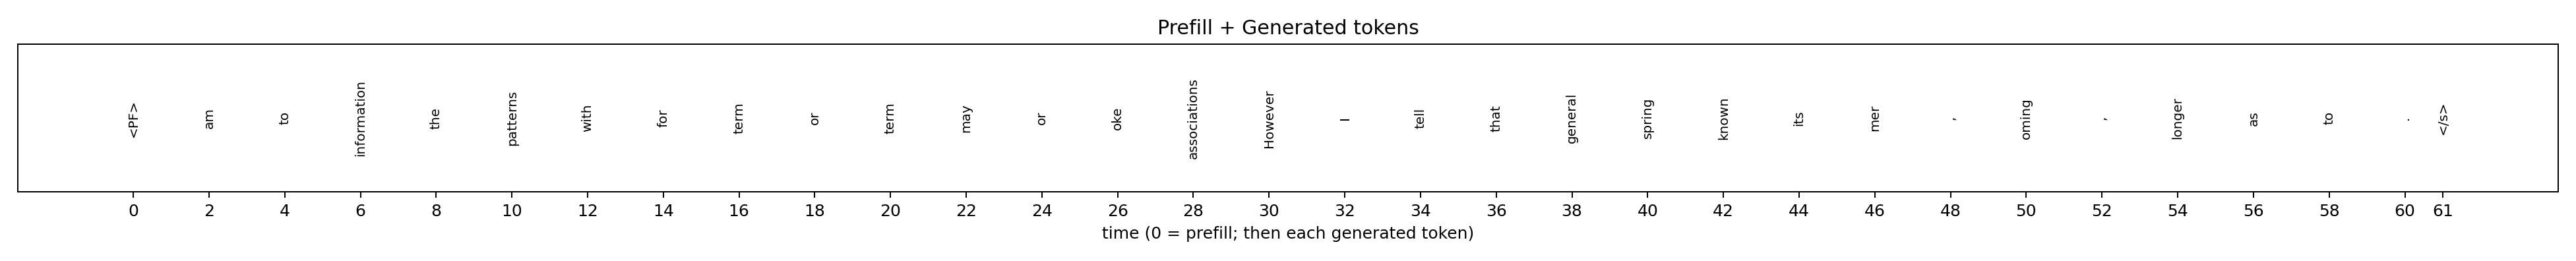 Prefill + Generated tokens
<PF> am to information the patterns with for term or term may or oke associations However I tell that general spring known its mer , oming , longer as to . </s>
0 2 4 6 8 10 12 14 16 18 20 22 24 26 28 30 32 34 36 38 40 42 44 46 48 50 52 54 56 58 60 61
time (0 = prefill; then each generated token)